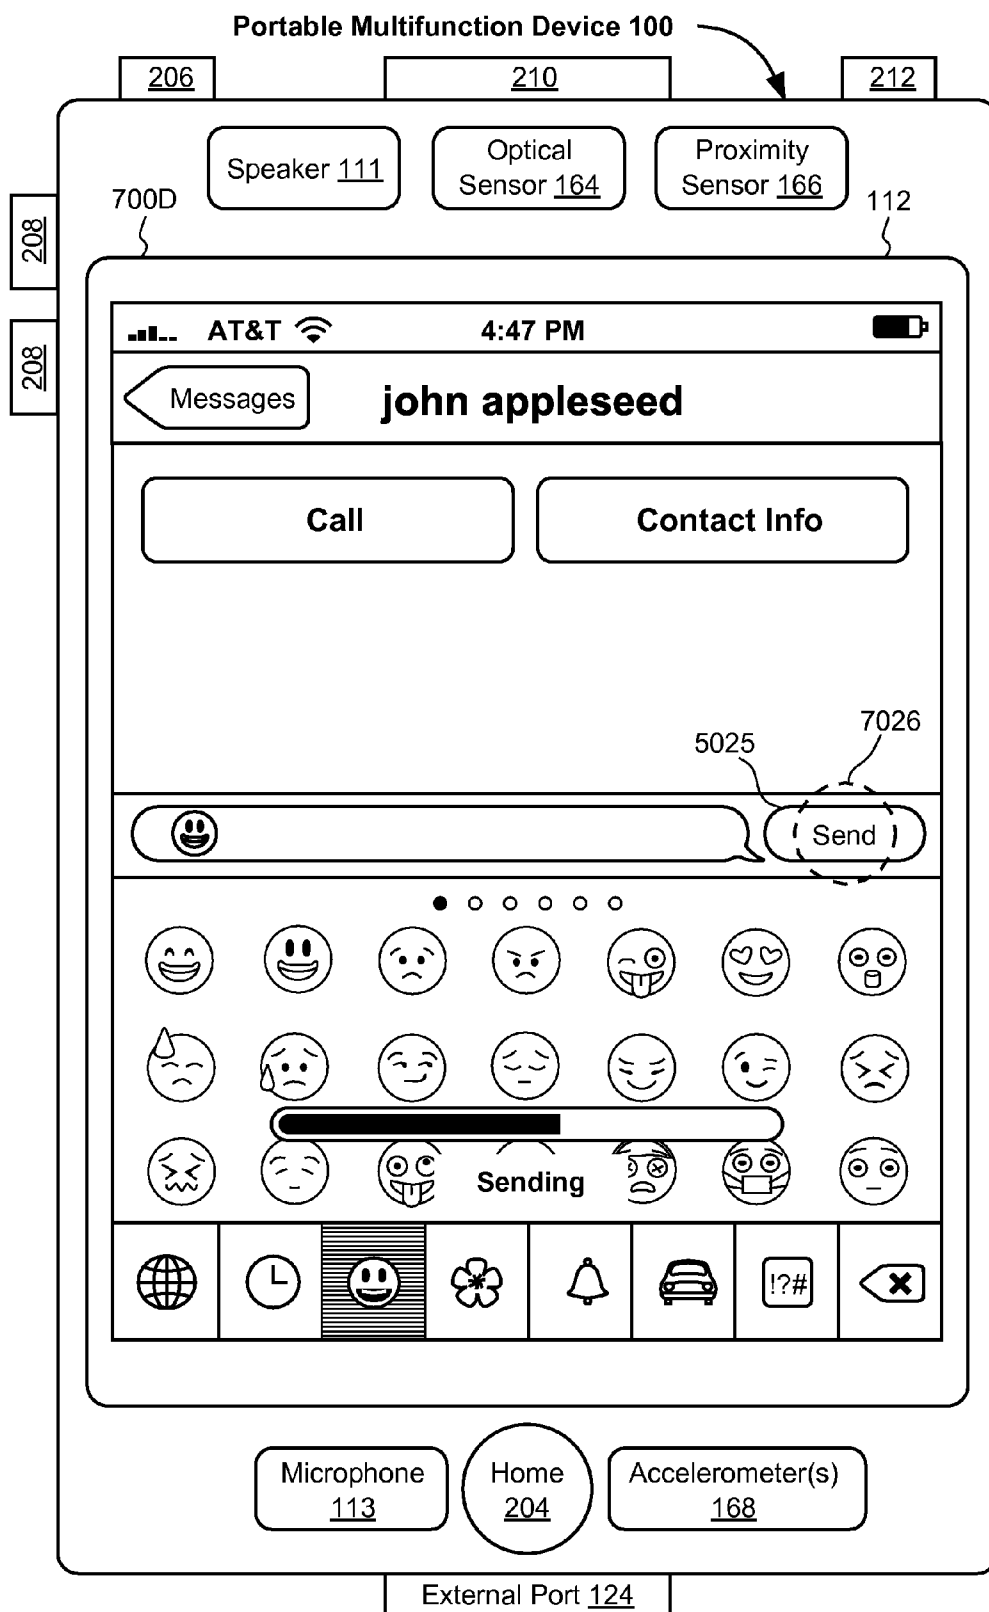 Portable Multifunction Device 100
206
210
212
Speaker 111
Optical
Sensor 164
Proximity
Sensor 166
208
700D
112
208
AT&T
4:47 PM
Messages
john appleseed
Call
Contact Info
7026
5025
Send
Sending
!?#
Microphone
113
Home
204
Accelerometer(s)
168
External Port 124